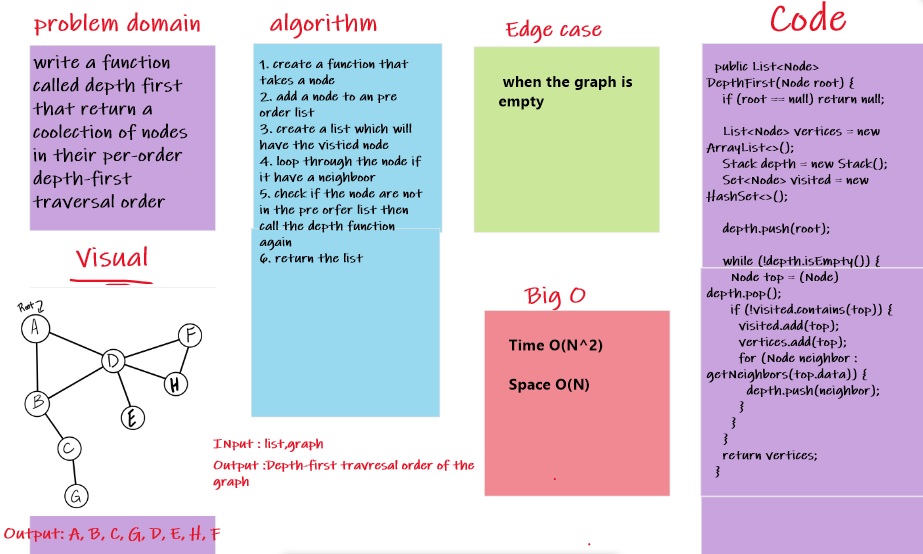 problem domain
write a function
called depth first
that return a
coolection of nodes
in their per-order
depth-first
traversal order
algorithm
1. create a function that
takes a node
2. add a node to an pre
order list
3. create a list which will
have the vistied node
4. loop through the node if
it have a neighboor
5. check if the node are not
in the pre orfer list then
call the depth function
again
6. return the list
Edge case
when the graph is
empty
Code
public List<Node>
DepthFirst(Node root) {
if (root == null) return null;
List<Node> vertices = new
ArrayList<>();
Stack depth = new Stack();
Set<Node> visited = new
HashSet<>();
depth.push(root);
while (!depth.isEmpty()) {
Node top = (Node)
depth.pop();
if (!visited.contains(top)) {
visited.add(top);
vertices.add(top);
for (Node neighbor :
getNeighbors(top.data)) {
depth.push(neighbor);
}
}
}
return vertices;
}
Visual
Root
A
F
D
H
B
E
C
G
Output: A, B, C, G, D, E, H, F
INput : list,graph
Output :Depth-first travresal order of the
graph
Big O
Time O(N^2)
Space O(N)